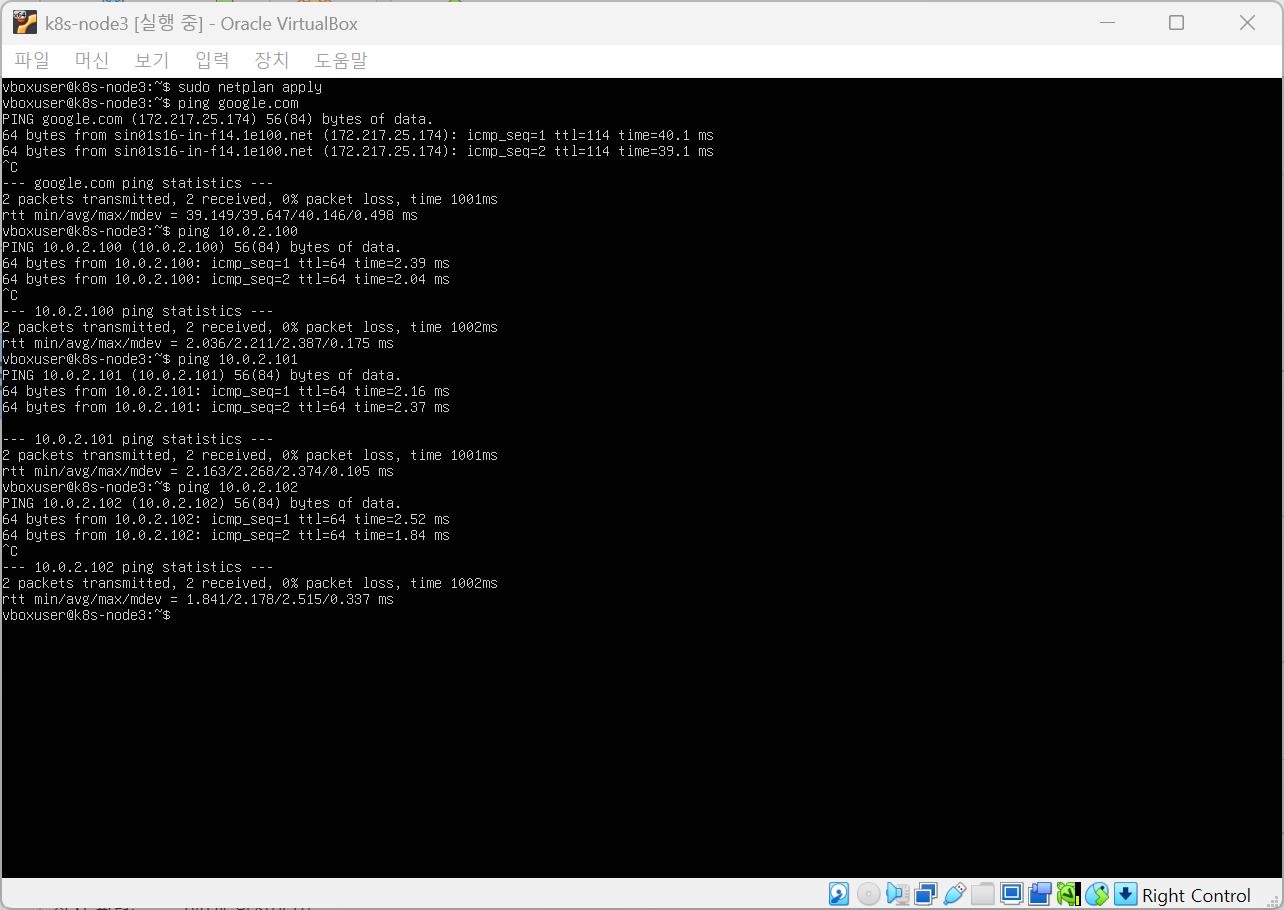 k8s-node3 [실행 중] - Oracle VirtualBox
파일 머신 보기 입력 장치 도움말
vboxuser@k8s-node3:~$ sudo netplan apply
vboxuser@k8s-node3:~$ ping google.com
PING google.com (172.217.25.174) 56(84) bytes of data.
64 bytes from sin01s16-in-f14.1e100.net (172.217.25.174): icmp_seq=1 ttl=114 time=40.1 ms
64 bytes from sin01s16-in-f14.1e100.net (172.217.25.174): icmp_seq=2 ttl=114 time=39.1 ms
^C
--- google.com ping statistics ---
2 packets transmitted, 2 received, 0% packet loss, time 1001ms
rtt min/avg/max/mdev = 39.149/39.647/40.146/0.498 ms
vboxuser@k8s-node3:~$ ping 10.0.2.100
PING 10.0.2.100 (10.0.2.100) 56(84) bytes of data.
64 bytes from 10.0.2.100: icmp_seq=1 ttl=64 time=2.39 ms
64 bytes from 10.0.2.100: icmp_seq=2 ttl=64 time=2.04 ms
^C
--- 10.0.2.100 ping statistics ---
2 packets transmitted, 2 received, 0% packet loss, time 1002ms
rtt min/avg/max/mdev = 2.036/2.211/2.387/0.175 ms
vboxuser@k8s-node3:~$ ping 10.0.2.101
PING 10.0.2.101 (10.0.2.101) 56(84) bytes of data.
64 bytes from 10.0.2.101: icmp_seq=1 ttl=64 time=2.16 ms
64 bytes from 10.0.2.101: icmp_seq=2 ttl=64 time=2.37 ms
--- 10.0.2.101 ping statistics ---
2 packets transmitted, 2 received, 0% packet loss, time 1001ms
rtt min/avg/max/mdev = 2.163/2.268/2.374/0.105 ms
vboxuser@k8s-node3:~$ ping 10.0.2.102
PING 10.0.2.102 (10.0.2.102) 56(84) bytes of data.
64 bytes from 10.0.2.102: icmp_seq=1 ttl=64 time=2.52 ms
64 bytes from 10.0.2.102: icmp_seq=2 ttl=64 time=1.84 ms
^C
--- 10.0.2.102 ping statistics ---
2 packets transmitted, 2 received, 0% packet loss, time 1002ms
rtt min/avg/max/mdev = 1.841/2.178/2.515/0.337 ms
vboxuser@k8s-node3:~$
Right Control